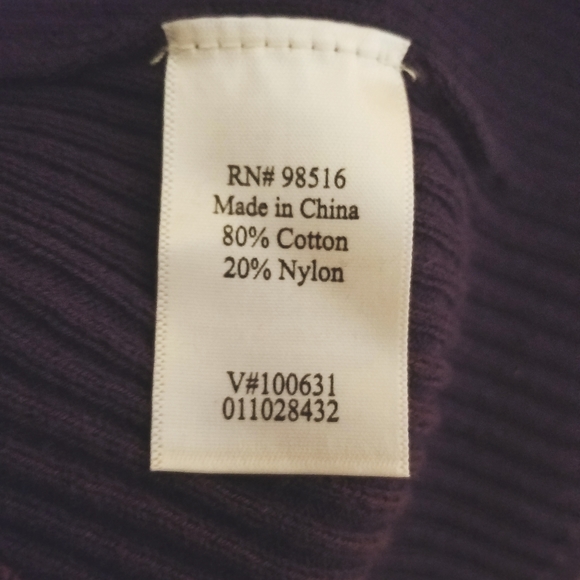 RN# 98516
Made in China
80% Cotton
20% Nylon
V#100631
011028432